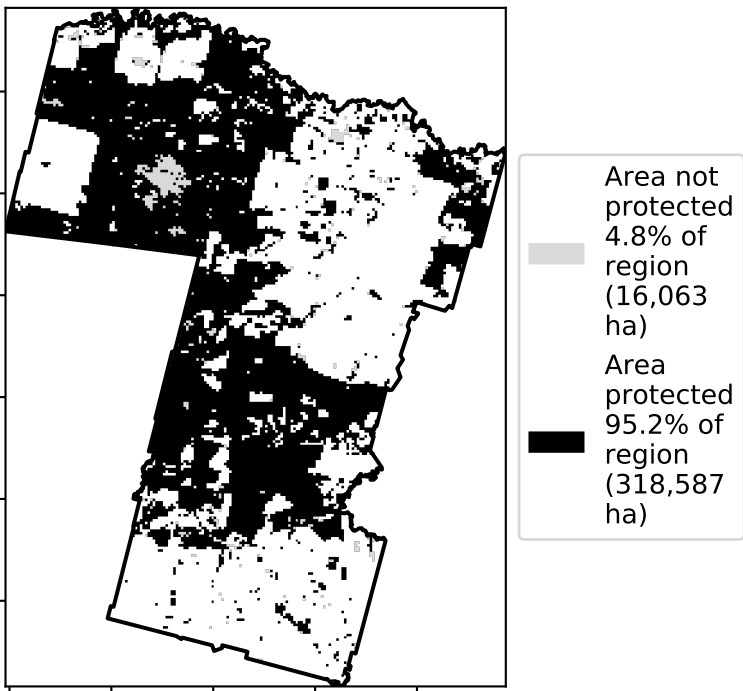 Area not
protected
4.8% of
region
(16,063
ha)
Area
protected
95.2% of
region
(318,587
ha)